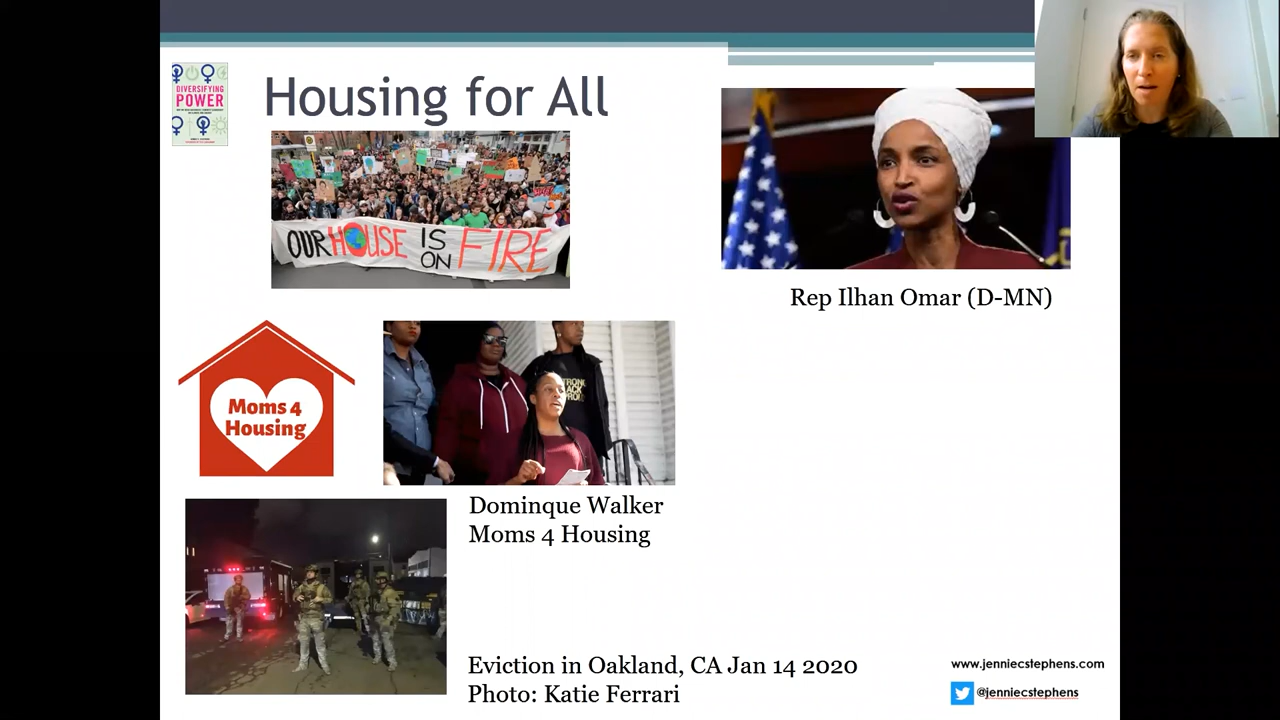 DIVERSIFYING
POWER
Housing for All
OUR HOUSE IS ON FIRE
Rep Ilhan Omar (D-MN)
Moms 4
Housing
STRONG
Dominque Walker
Moms 4 Housing
Eviction in Oakland, CA Jan 14 2020
Photo: Katie Ferrari
www.jenniecstephens.com
@jenniecstephens